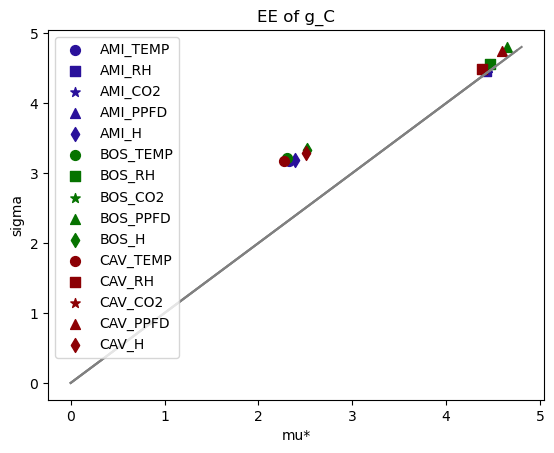 EE of g_C
5
4
3
2
1
0
sigma
AMI_TEMP
AMI_RH
AMI_CO2
AMI_PPFD
AMI_H
BOS_TEMP
BOS_RH
BOS_CO2
BOS_PPFD
BOS_H
CAV_TEMP
CAV_RH
CAV_CO2
CAV_PPFD
CAV_H
0 1 2 3 4 5
mu*